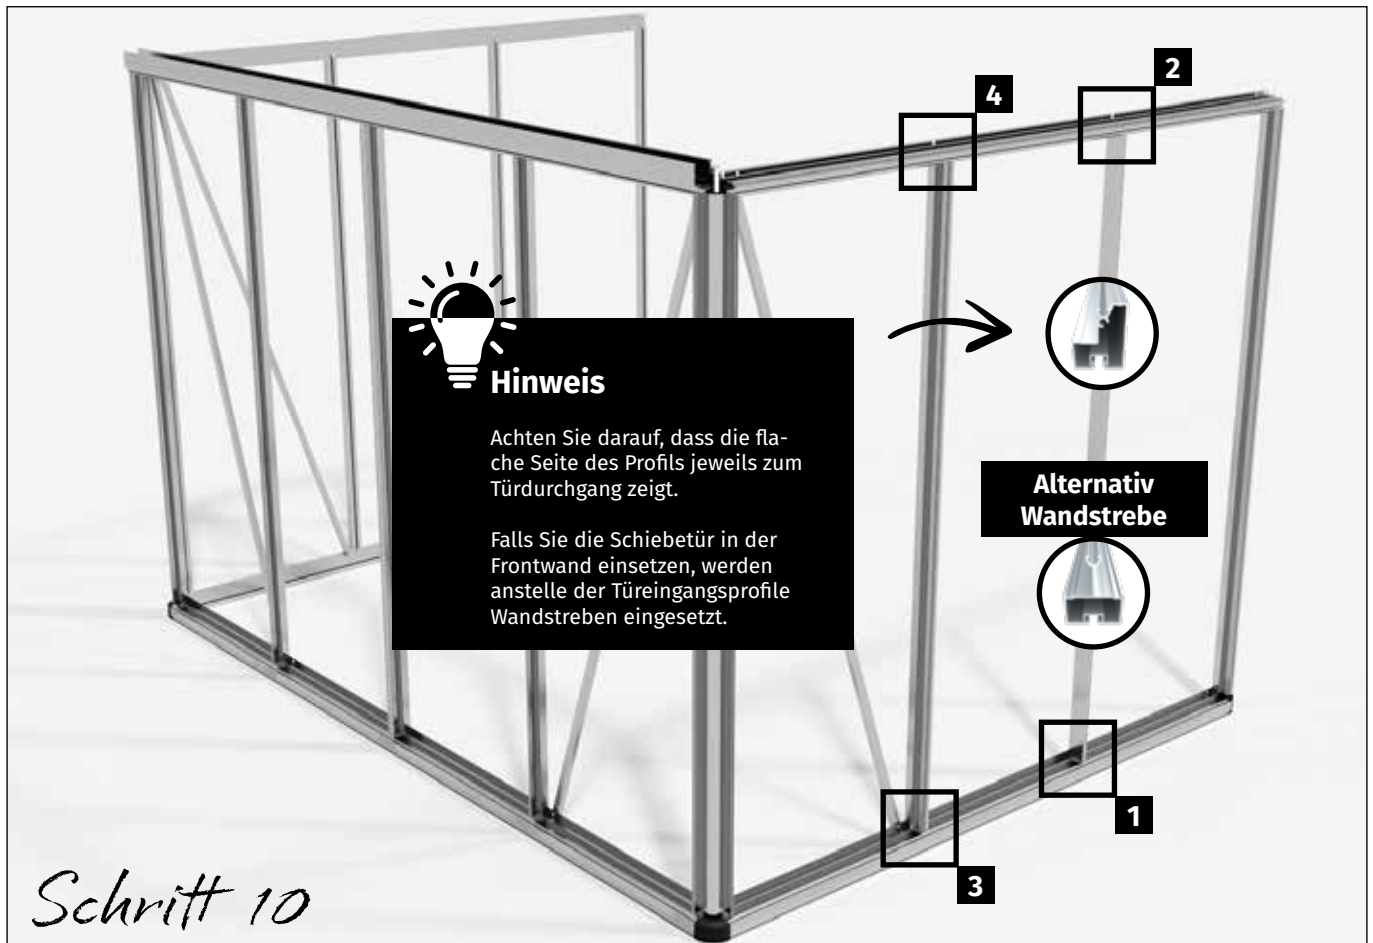 4
2
Hinweis
Achten Sie darauf, dass die fla-
che Seite des Profils jeweils zum
Türdurchgang zeigt.
Falls Sie die Schiebetür in der
Frontwand einsetzen, werden
anstelle der Türeingangsprofile
Wandstreben eingesetzt.
Alternativ
Wandstrebe
1
3
Schritt 10